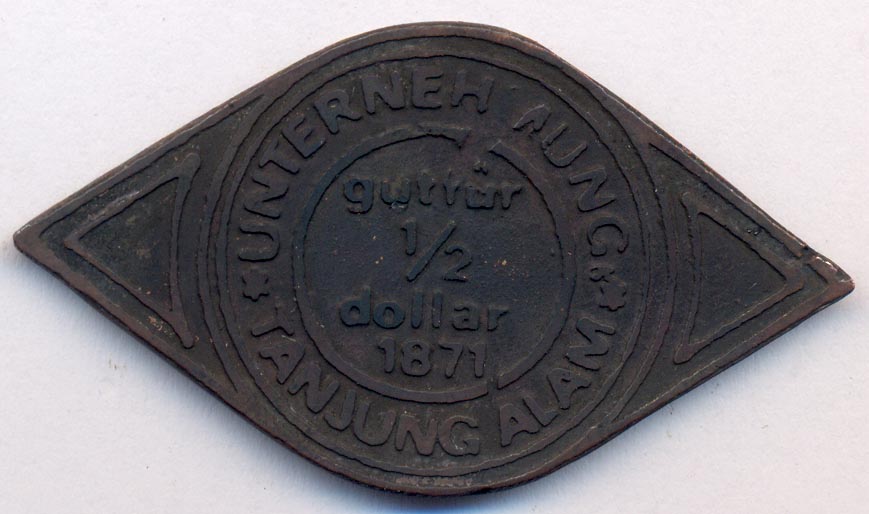 UNTERNEHMUNG
gutfür
1/2
dollar
1871
TANJUNG ALAM